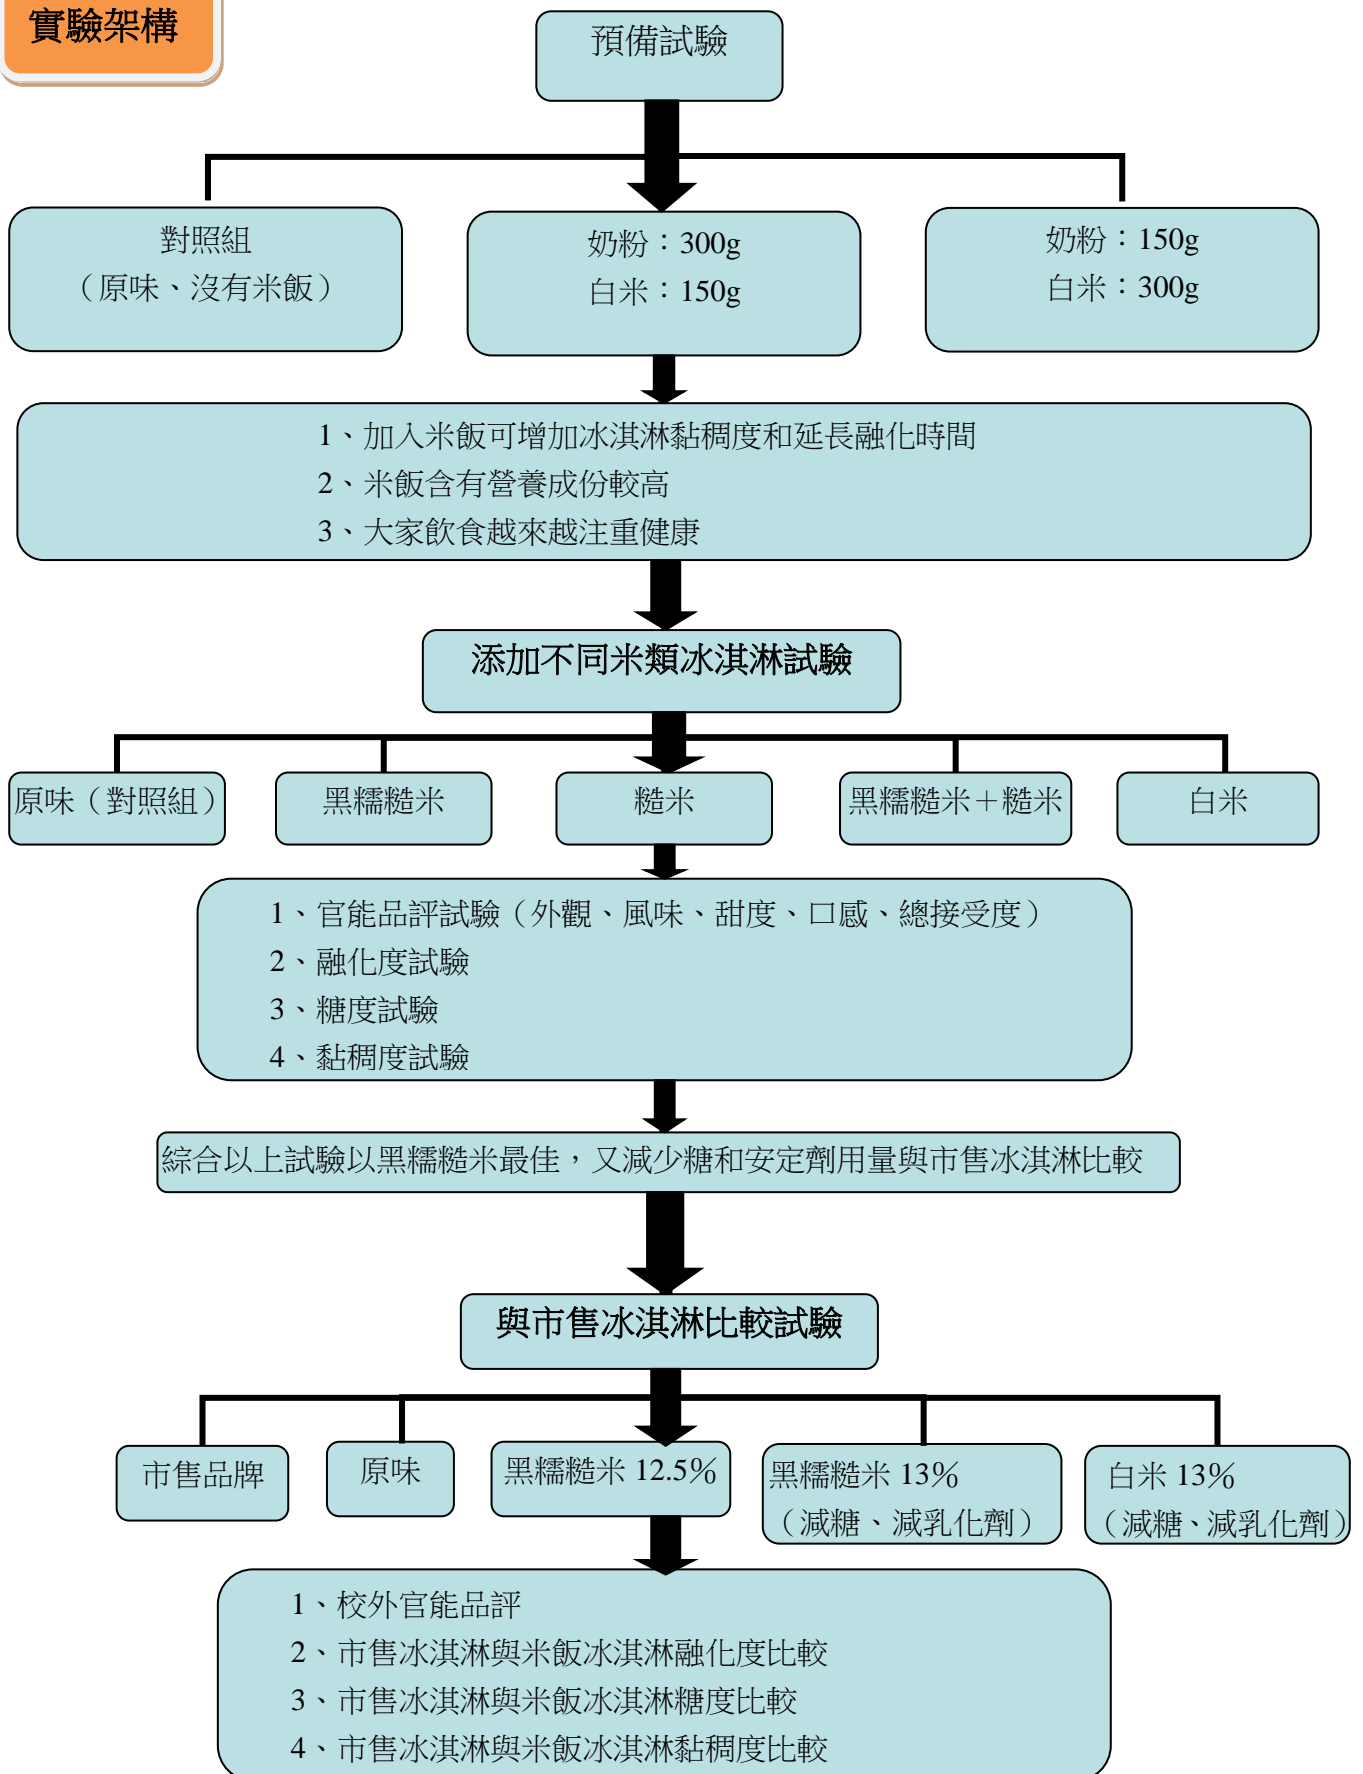 實驗架構
預備試驗
對照組
（原味、沒有米飯）
奶粉：300g
白米：150g
奶粉：150g
白米：300g
1、加入米飯可增加冰淇淋黏稠度和延長融化時間
2、米飯含有營養成份較高
3、大家飲食越來越注重健康
添加不同米類冰淇淋試驗
原味（對照組）
黑糯糙米
糙米
黑糯糙米＋糙米
白米
1、官能品評試驗（外觀、風味、甜度、口感、總接受度）
2、融化度試驗
3、糖度試驗
4、黏稠度試驗
綜合以上試驗以黑糯糙米最佳，又減少糖和安定劑用量與市售冰淇淋比較
與市售冰淇淋比較試驗
市售品牌
原味
黑糯糙米 12.5%
黑糯糙米 13%
（減糖、減乳化劑）
白米 13%
（減糖、減乳化劑）
1、校外官能品評
2、市售冰淇淋與米飯冰淇淋融化度比較
3、市售冰淇淋與米飯冰淇淋糖度比較
4、市售冰淇淋與米飯冰淇淋黏稠度比較